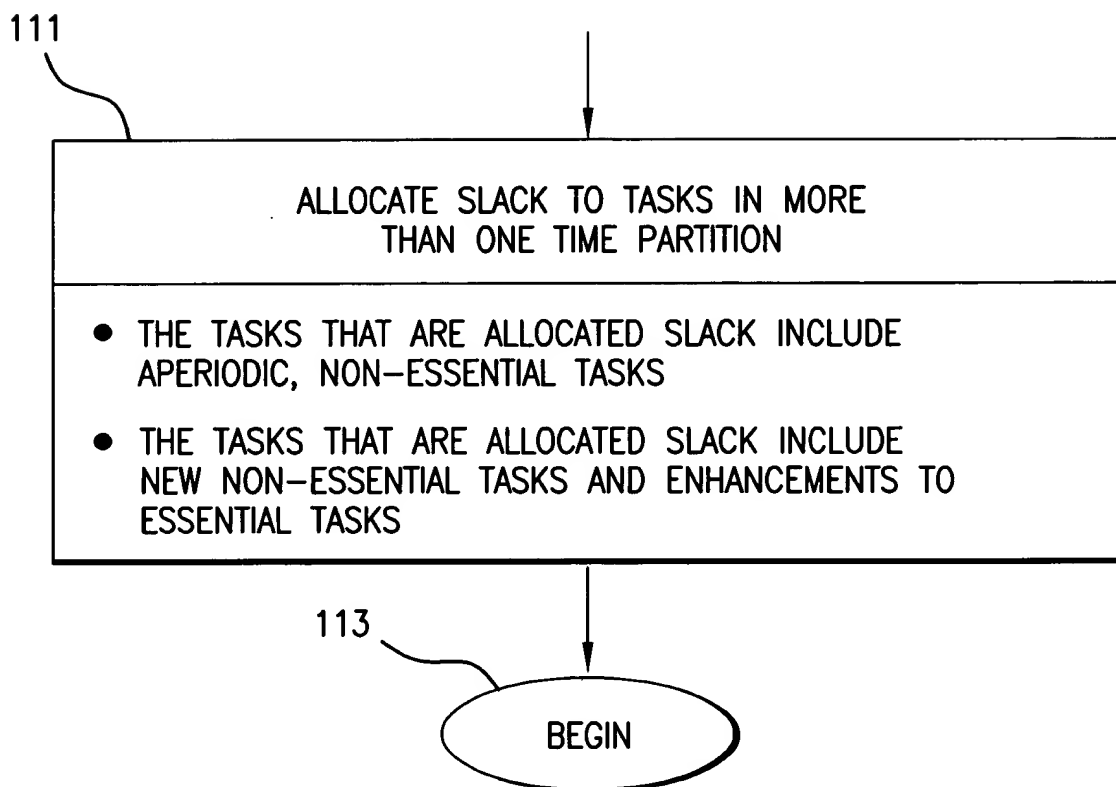 111
ALLOCATE SLACK TO TASKS IN MORE
THAN ONE TIME PARTITION
● THE TASKS THAT ARE ALLOCATED SLACK INCLUDE
APERIODIC, NON–ESSENTIAL TASKS
● THE TASKS THAT ARE ALLOCATED SLACK INCLUDE
NEW NON–ESSENTIAL TASKS AND ENHANCEMENTS TO
ESSENTIAL TASKS
113
BEGIN